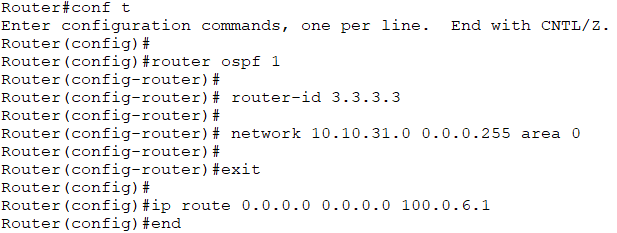 Router#conf t
Enter configuration commands, one per line.  End with CNTL/Z.
Router(config)#
Router(config)#router ospf 1
Router(config-router)#
Router(config-router)# router-id 3.3.3.3
Router(config-router)#
Router(config-router)# network 10.10.31.0 0.0.0.255 area 0
Router(config-router)#
Router(config-router)#exit
Router(config)#
Router(config)#ip route 0.0.0.0 0.0.0.0 100.0.6.1
Router(config)#end